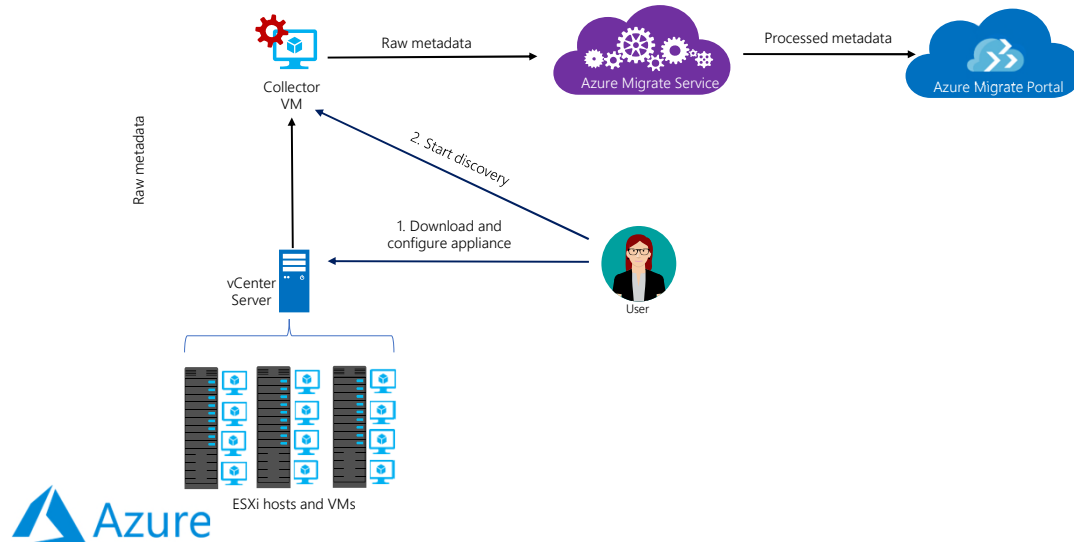 Raw metadata
Processed metadata
Azure Migrate Service
Azure Migrate Portal
Collector
VM
Raw metadata
2. Start discovery
1. Download and
configure appliance
vCenter
Server
User
ESXi hosts and VMs
Azure